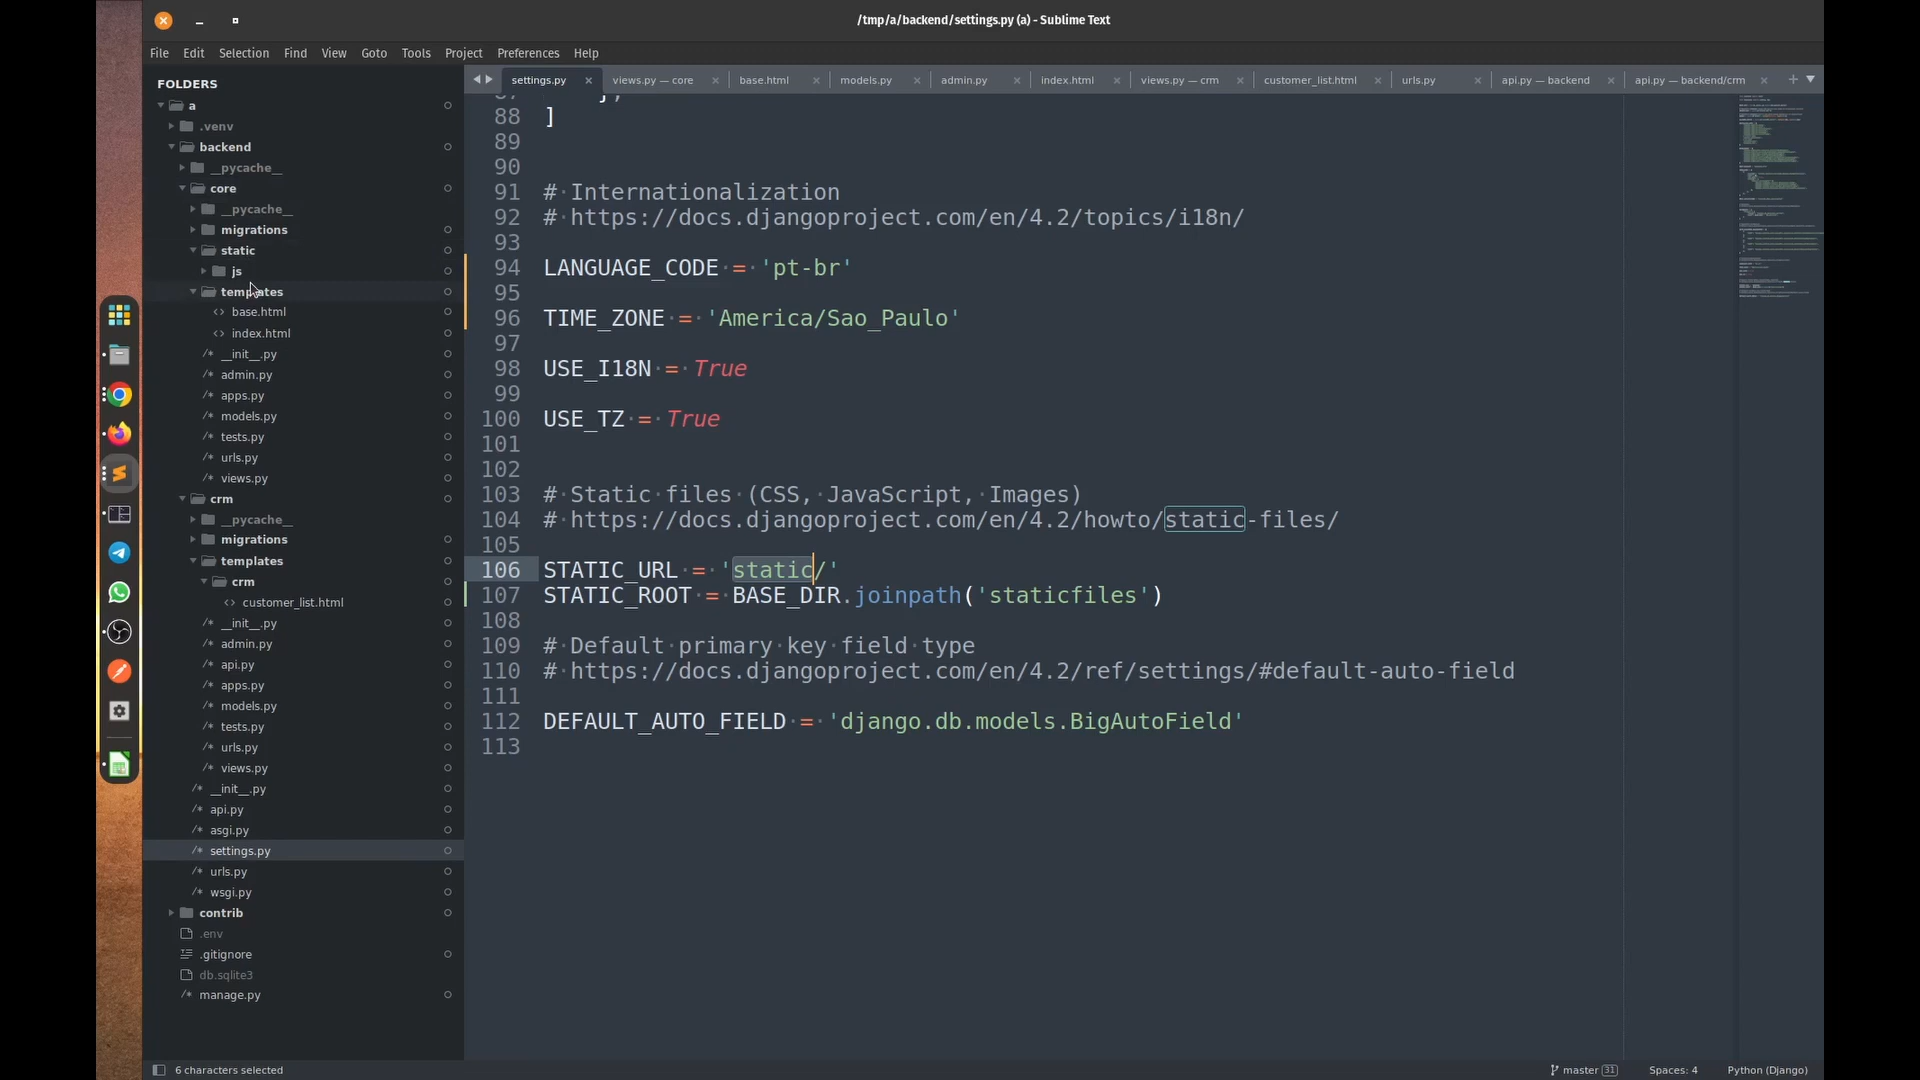 /tmp/a/backend/settings.py (a) - Sublime Text
File Edit Selection Find View Goto Tools Project Preferences Help
settings.py views.py — core base.html models.py admin.py index.html views.py — crm customer_list.html urls.py api.py — backend api.py — backend/crm
FOLDERS
a
.venv
backend
__pycache__
core
__pycache__
migrations
static
js
templates
base.html
index.html
__init__.py
admin.py
apps.py
models.py
tests.py
urls.py
views.py
crm
__pycache__
migrations
templates
crm
customer_list.html
__init__.py
admin.py
api.py
apps.py
models.py
tests.py
urls.py
views.py
__init__.py
api.py
asgi.py
settings.py
urls.py
wsgi.py
contrib
.env
.gitignore
db.sqlite3
manage.py
88 ]
89
90
91 # Internationalization
92 # https://docs.djangoproject.com/en/4.2/topics/i18n/
93
94 LANGUAGE_CODE = 'pt-br'
95
96 TIME_ZONE = 'America/Sao_Paulo'
97
98 USE_I18N = True
99
100 USE_TZ = True
101
102
103 # Static files (CSS, JavaScript, Images)
104 # https://docs.djangoproject.com/en/4.2/howto/static-files/
105
106 STATIC_URL = 'static/'
107 STATIC_ROOT = BASE_DIR.joinpath('staticfiles')
108
109 # Default primary key field type
110 # https://docs.djangoproject.com/en/4.2/ref/settings/#default-auto-field
111
112 DEFAULT_AUTO_FIELD = 'django.db.models.BigAutoField'
113
6 characters selected master 31 Spaces: 4 Python (Django)